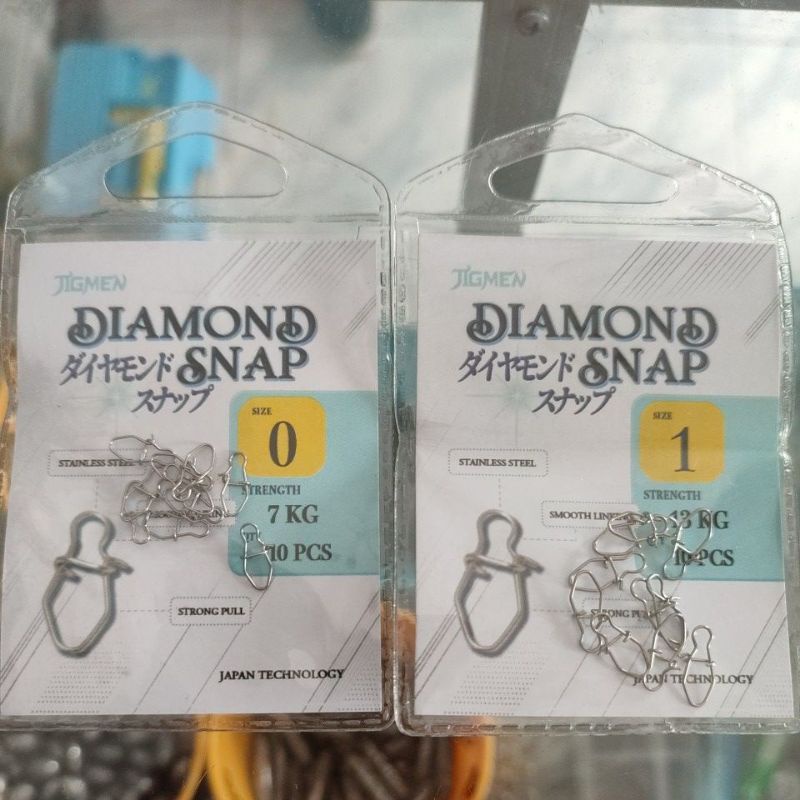 JIGMEN
DIAMOND
ダイヤモンド SNAP
スナップ
SIZE
0
STAINLESS STEEL
STRENGTH
7 KG
10 PCS
STRONG PULL
JAPAN TECHNOLOGY
JIGMEN
DIAMOND
ダイヤモンド SNAP
スナップ
SIZE
1
STAINLESS STEEL
STRENGTH
SMOOTH
13 KG
10 PCS
STRONG
JAPAN TECHNOLOGY